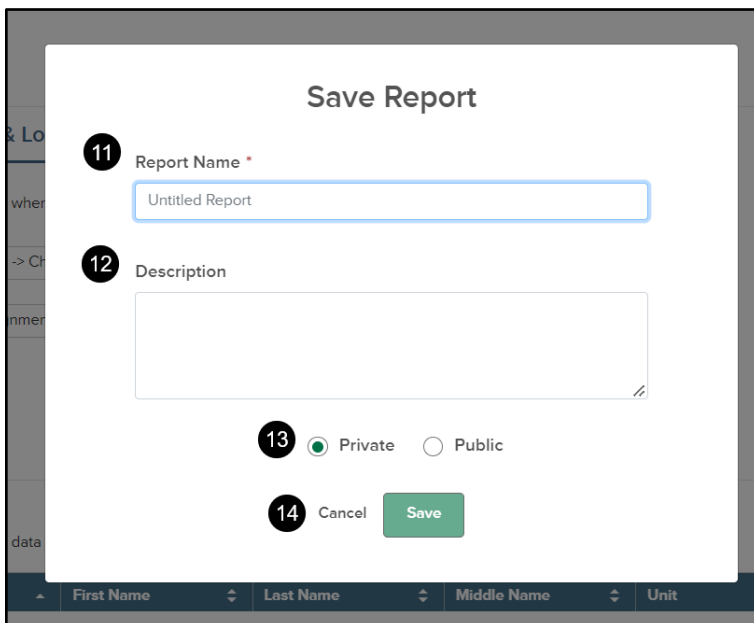 Save Report
& Lo
11 Report Name *
wher
Untitled Report
-> Ch
12 Description
nmer
13 Private Public
14 Cancel Save
data
First Name Last Name Middle Name Unit